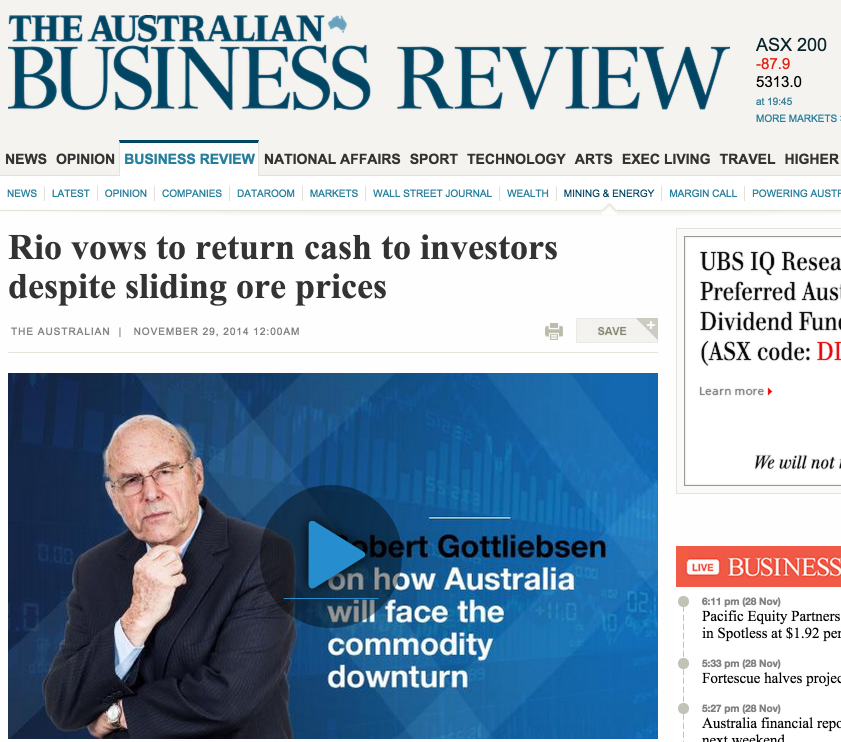 THE AUSTRALIAN
BUSINESS REVIEW
ASX 200
-87.9
5313.0
at 19:45
MORE MARKETS
NEWS OPINION BUSINESS REVIEW NATIONAL AFFAIRS SPORT TECHNOLOGY ARTS EXEC LIVING TRAVEL HIGHER
NEWS LATEST OPINION COMPANIES DATAROOM MARKETS WALL STREET JOURNAL WEALTH MINING & ENERGY MARGIN CALL POWERING AUSTR
Rio vows to return cash to investors
despite sliding ore prices
THE AUSTRALIAN | NOVEMBER 29, 2014 12:00AM
SAVE
Robert Gottliebsen
on how Australia
will face the
commodity
downturn
UBS IQ Resea
Preferred Aus
Dividend Fun
(ASX code: DI
Learn more
We will not
LIVE BUSINESS
6:11 pm (28 Nov)
Pacific Equity Partners
in Spotless at $1.92 per
5:33 pm (28 Nov)
Fortescue halves projec
5:27 pm (28 Nov)
Australia financial repo
next weekend